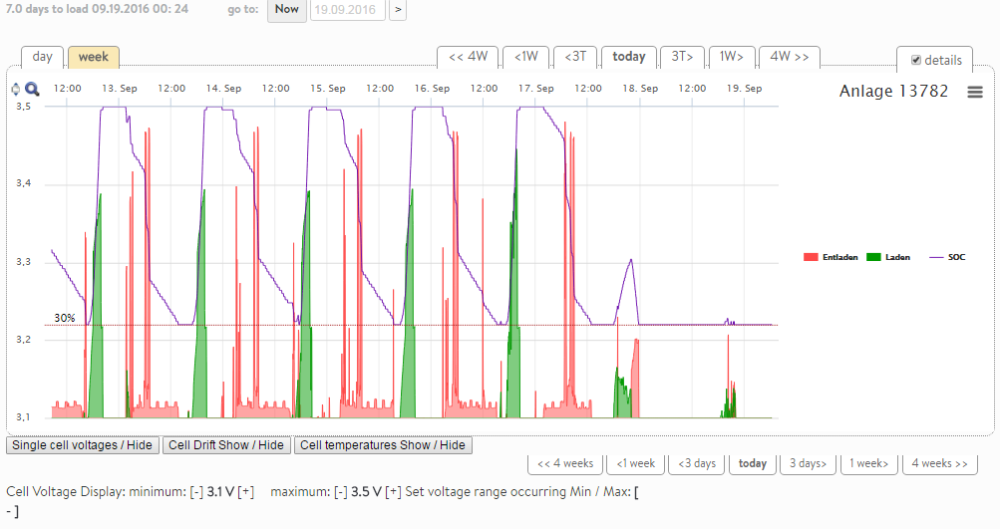 7.0 days to load 09.19.2016 00: 24 go to: Now 19.09.2016 >
day week << 4W <1W <3T today 3T> 1W> 4W >> details
12:00 13. Sep 12:00 14. Sep 12:00 15. Sep 12:00 16. Sep 12:00 17. Sep 12:00 18. Sep 12:00 19. Sep Anlage 13782
3,5
3,4
3,3
Entladen Laden SOC
30%
3,2
3,1
Single cell voltages / Hide Cell Drift Show / Hide Cell temperatures Show / Hide
<< 4 weeks <1 week <3 days today 3 days> 1 week> 4 weeks >>
Cell Voltage Display: minimum: [-] 3.1 V [+] maximum: [-] 3.5 V [+] Set voltage range occurring Min / Max: [
- ]